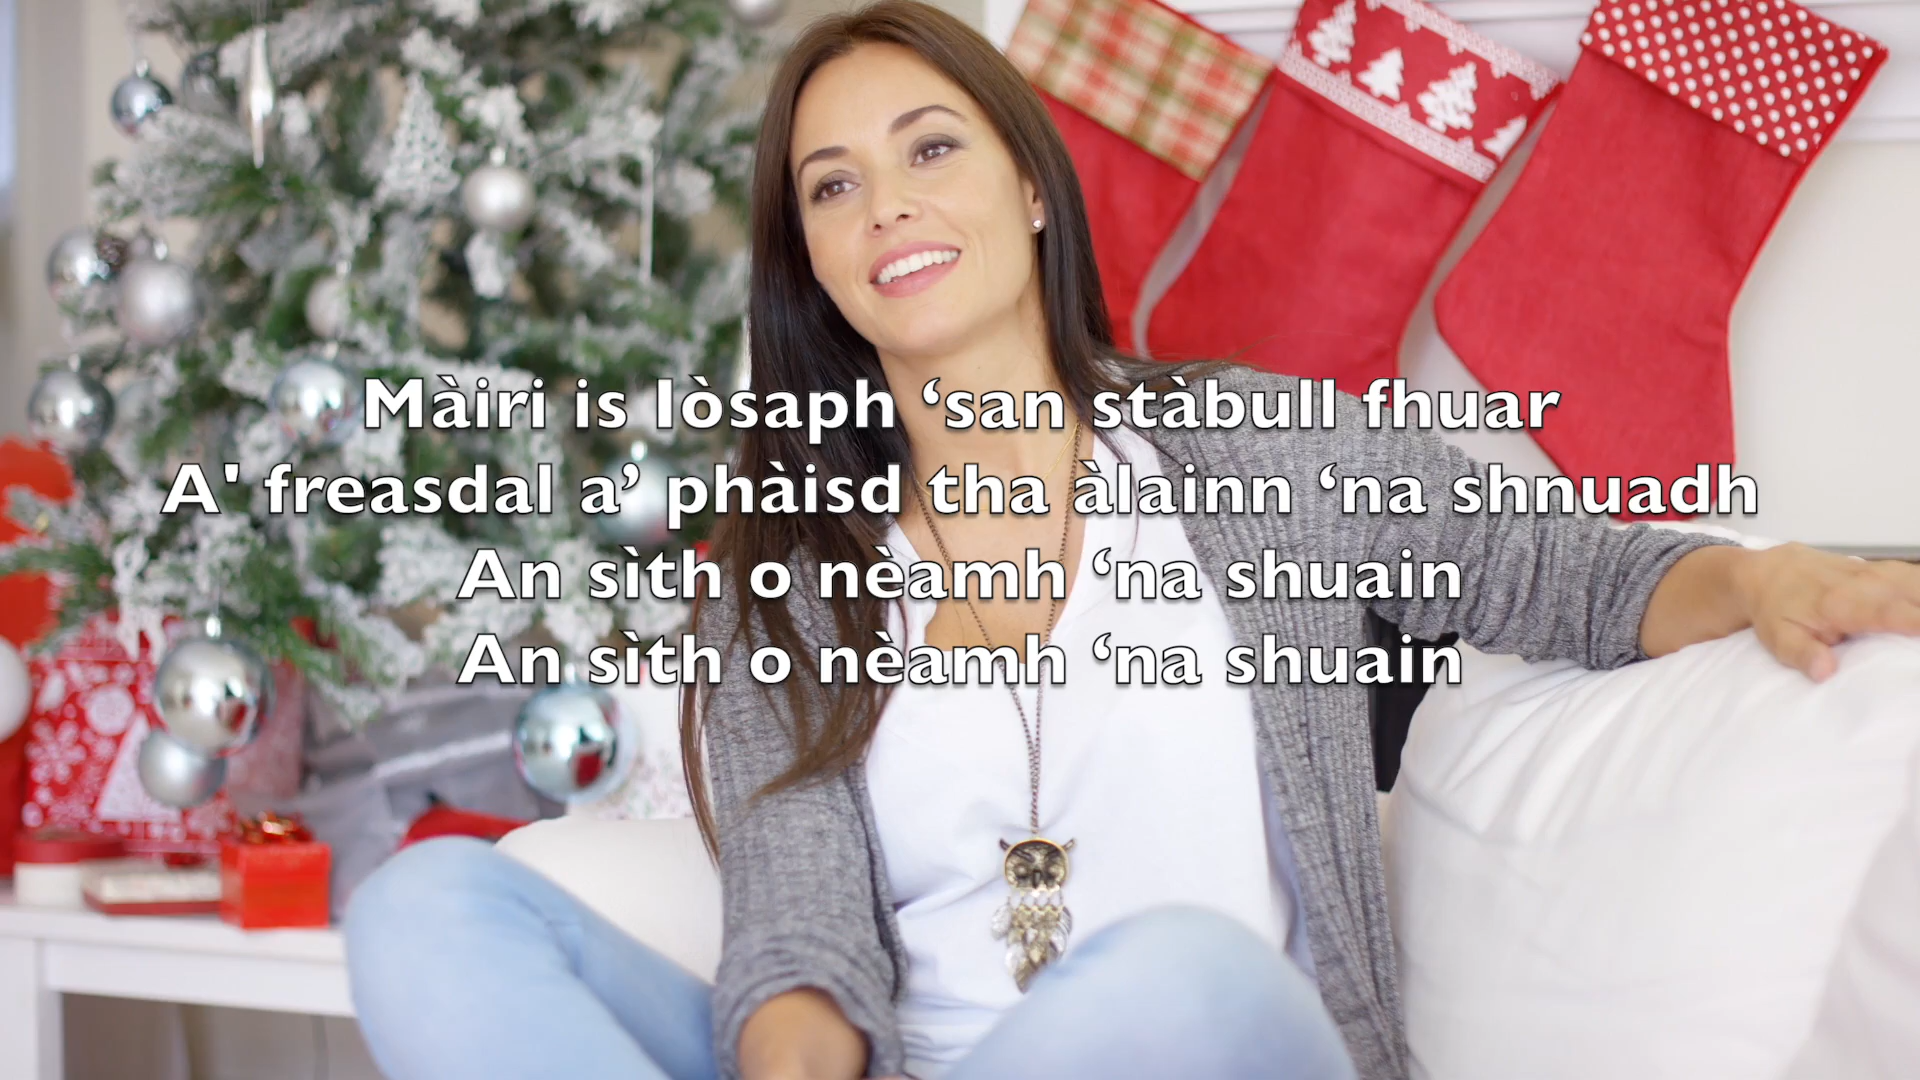 Màiri is Iòsaph ‘san stàbull fhuar
A' freasdal a’ phàisd tha àlainn ‘na shnuadh
An sìth o nèamh ‘na shuain
An sìth o nèamh ‘na shuain